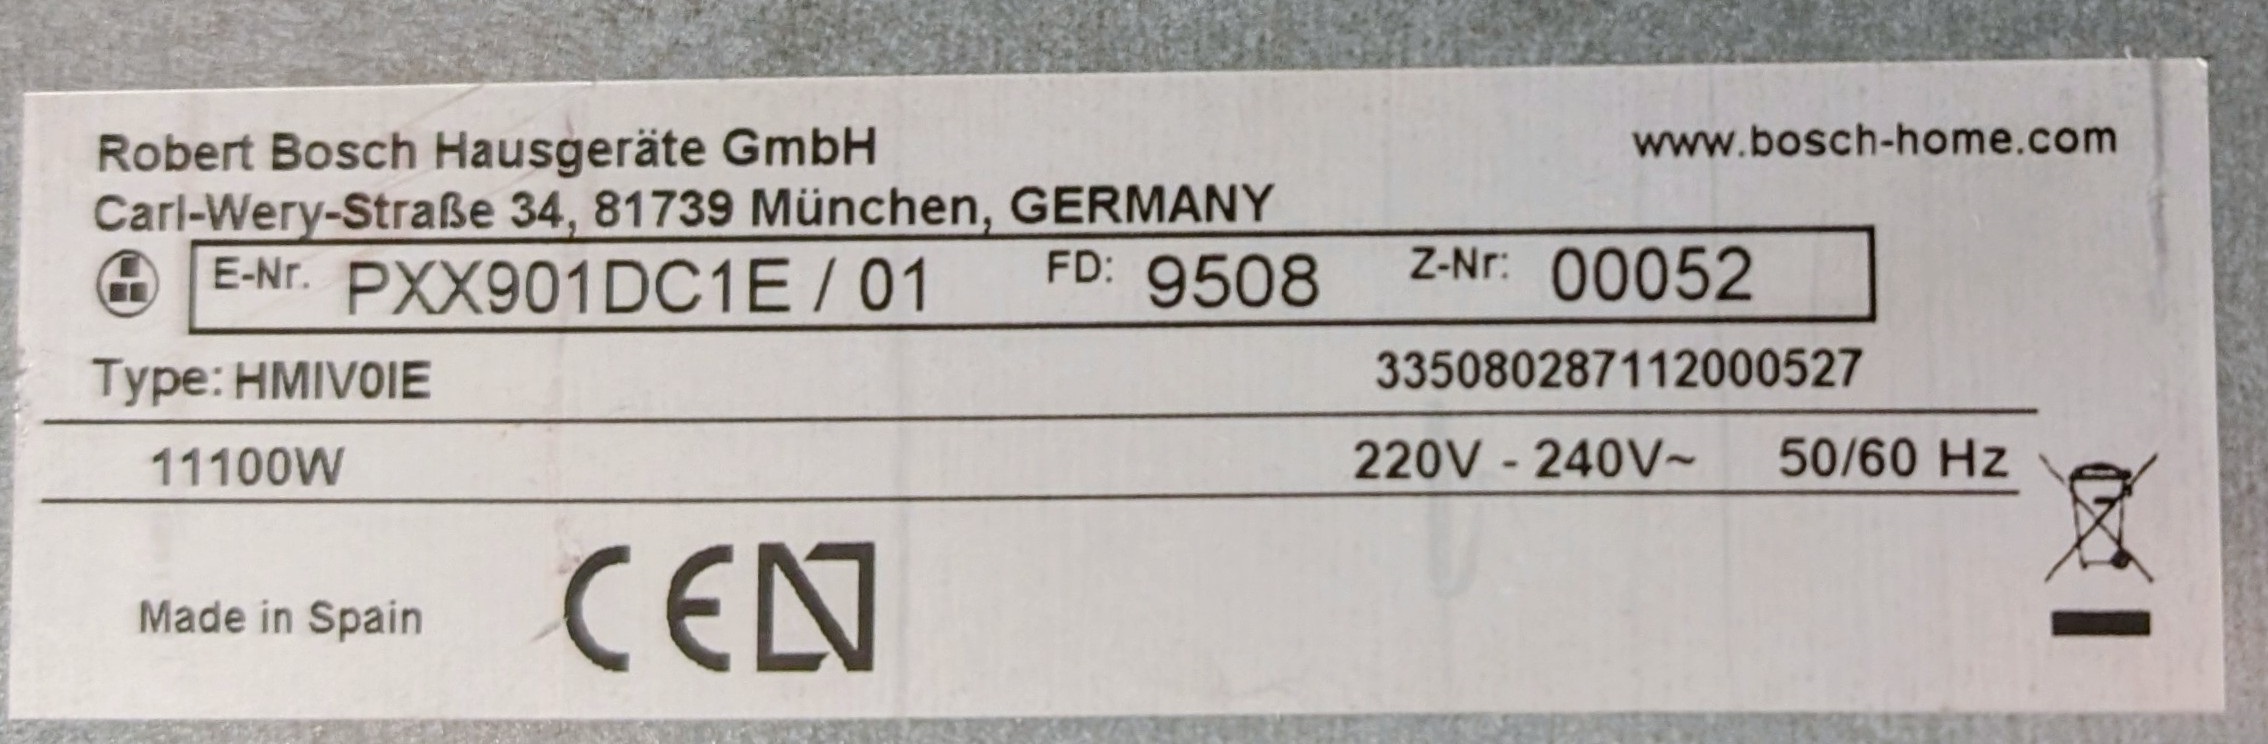 Robert Bosch Hausgeräte GmbH
www.bosch-home.com
Carl-Wery-Straße 34, 81739 München, GERMANY
E-Nr. PXX901DC1E / 01 FD: 9508 Z-Nr: 00052
Type: HMIV0IE 335080287112000527
11100W 220V - 240V~ 50/60 Hz
Made in Spain CE